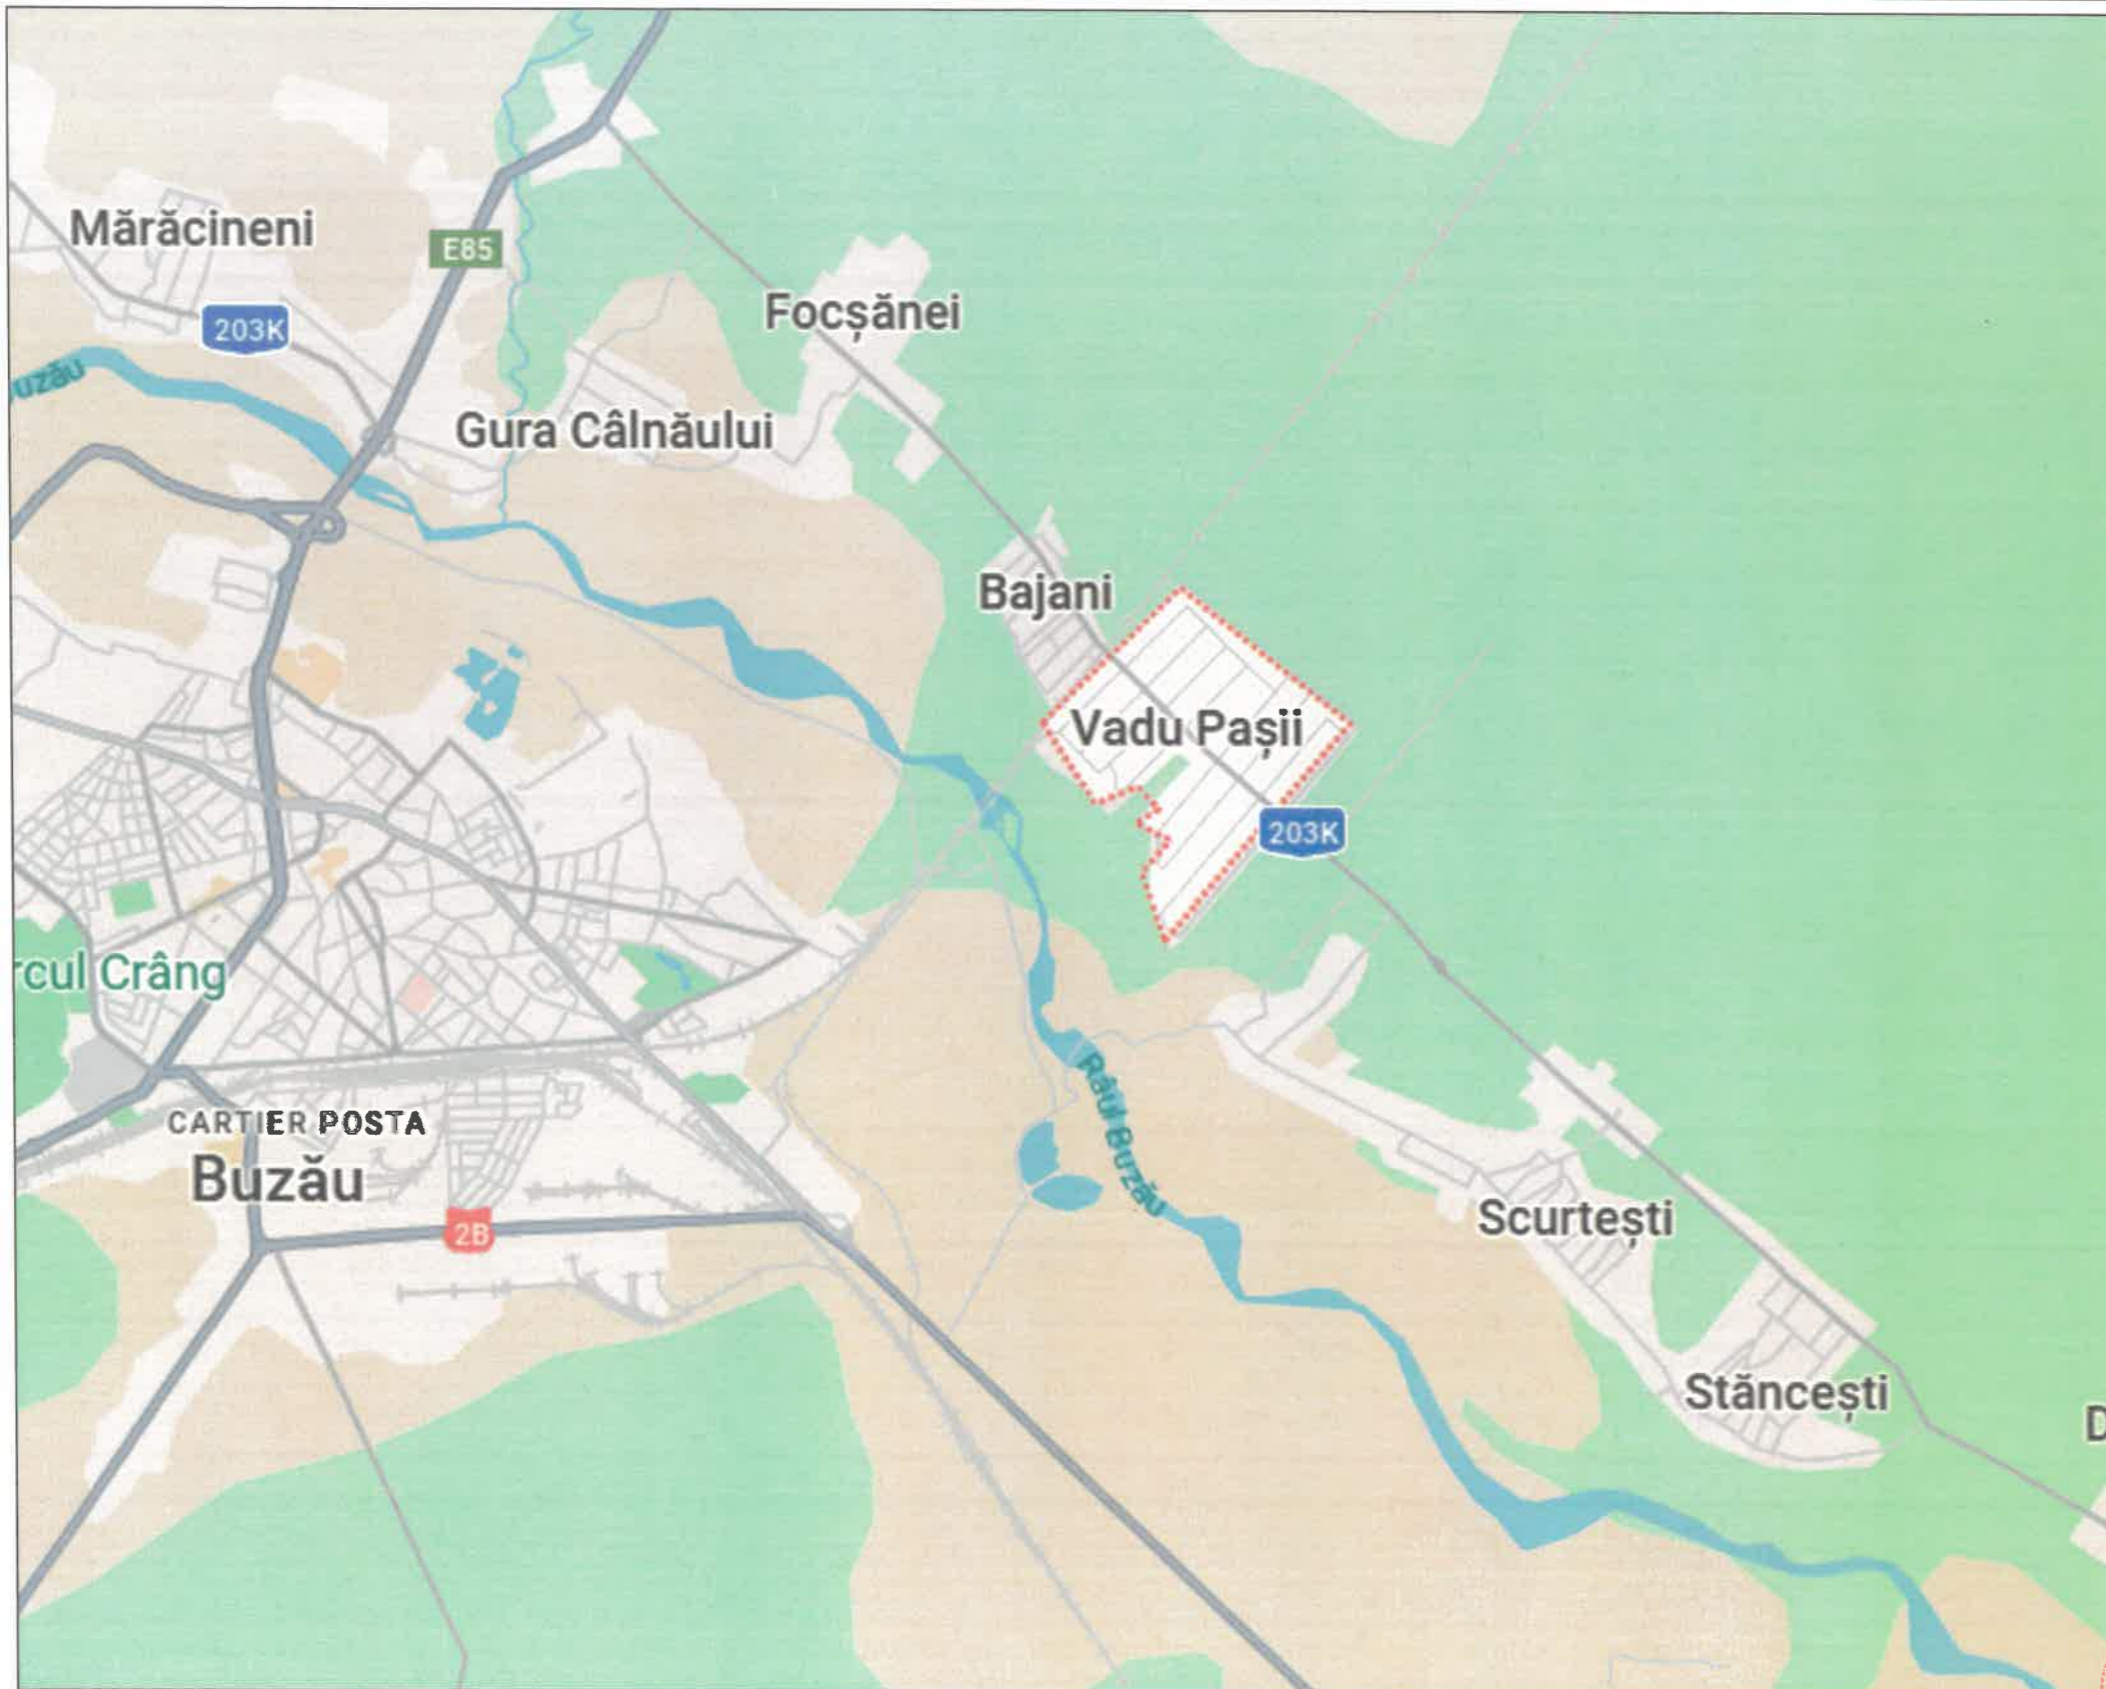 Mărăcineni
E85
Focșănei
203K
uzău
Gura Câlnăului
Bajani
Vadu Pașii
203K
rcul Crâng
Râul Buzău
CARTIER POSTA
Buzău
2B
Scurtești
Stăncești
D